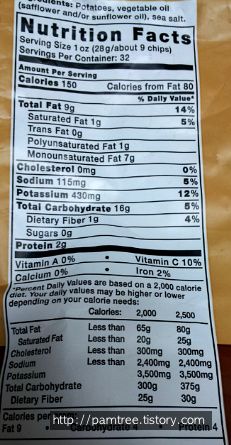 Ingredients: Potatoes, vegetable oil
(safflower and/or sunflower oil), sea salt.
Nutrition Facts
Serving Size 1 oz (28g/about 9 chips)
Servings Per Container: 32
Amount Per Serving
Calories 150 Calories from Fat 80
% Daily Value*
Total Fat 9g 14%
Saturated Fat 1g 5%
Trans Fat 0g
Polyunsaturated Fat 1g
Monounsaturated Fat 7g
Cholesterol 0mg 0%
Sodium 115mg 5%
Potassium 430mg 12%
Total Carbohydrate 16g 5%
Dietary Fiber 1g 4%
Sugars 0g
Protein 2g
Vitamin A 0% • Vitamin C 10%
Calcium 0% • Iron 2%
*Percent Daily Values are based on a 2,000 calorie
diet. Your daily values may be higher or lower
depending on your calorie needs:
Calories: 2,000 2,500
Total Fat Less than 65g 80g
Saturated Fat Less than 20g 25g
Cholesterol Less than 300mg 300mg
Sodium Less than 2,400mg 2,400mg
Potassium 3,500mg 3,500mg
Total Carbohydrate 300g 375g
Dietary Fiber 25g 30g
Calories per
Fat 9 • Carbohydrate 4 • Protein 4
http://pamtree.tistory.com